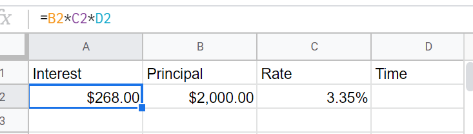 fx =B2*C2*D2
A B C D
1 Interest Principal Rate Time
2 $268.00 $2,000.00 3.35%
3